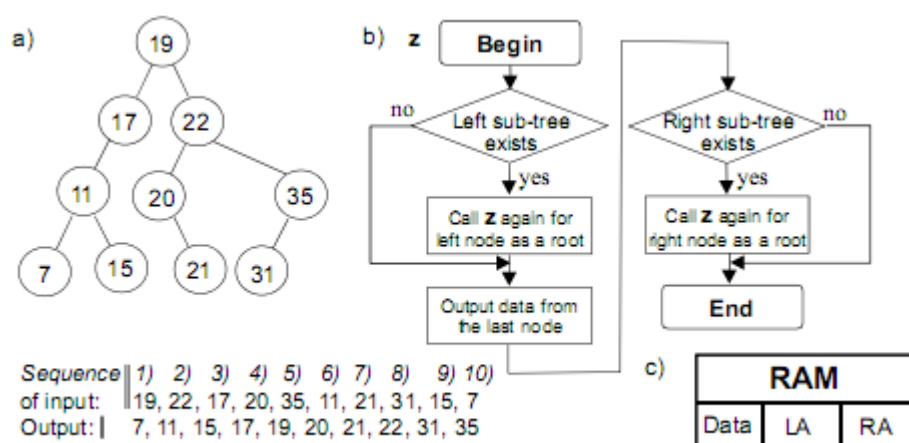 a)
19
17 22
11 20 35
7 15 21 31
b) z
Begin
Left sub-tree
exists
no
yes
Call z again for
left node as a root
Output data from
the last node
Right sub-tree
exists
no
yes
Call z again for
right node as a root
End
Sequence 1) 2) 3) 4) 5) 6) 7) 8) 9) 10)
of input: 19, 22, 17, 20, 35, 11, 21, 31, 15, 7
Output: 7, 11, 15, 17, 19, 20, 21, 22, 31, 35
c)
RAM
Data LA RA